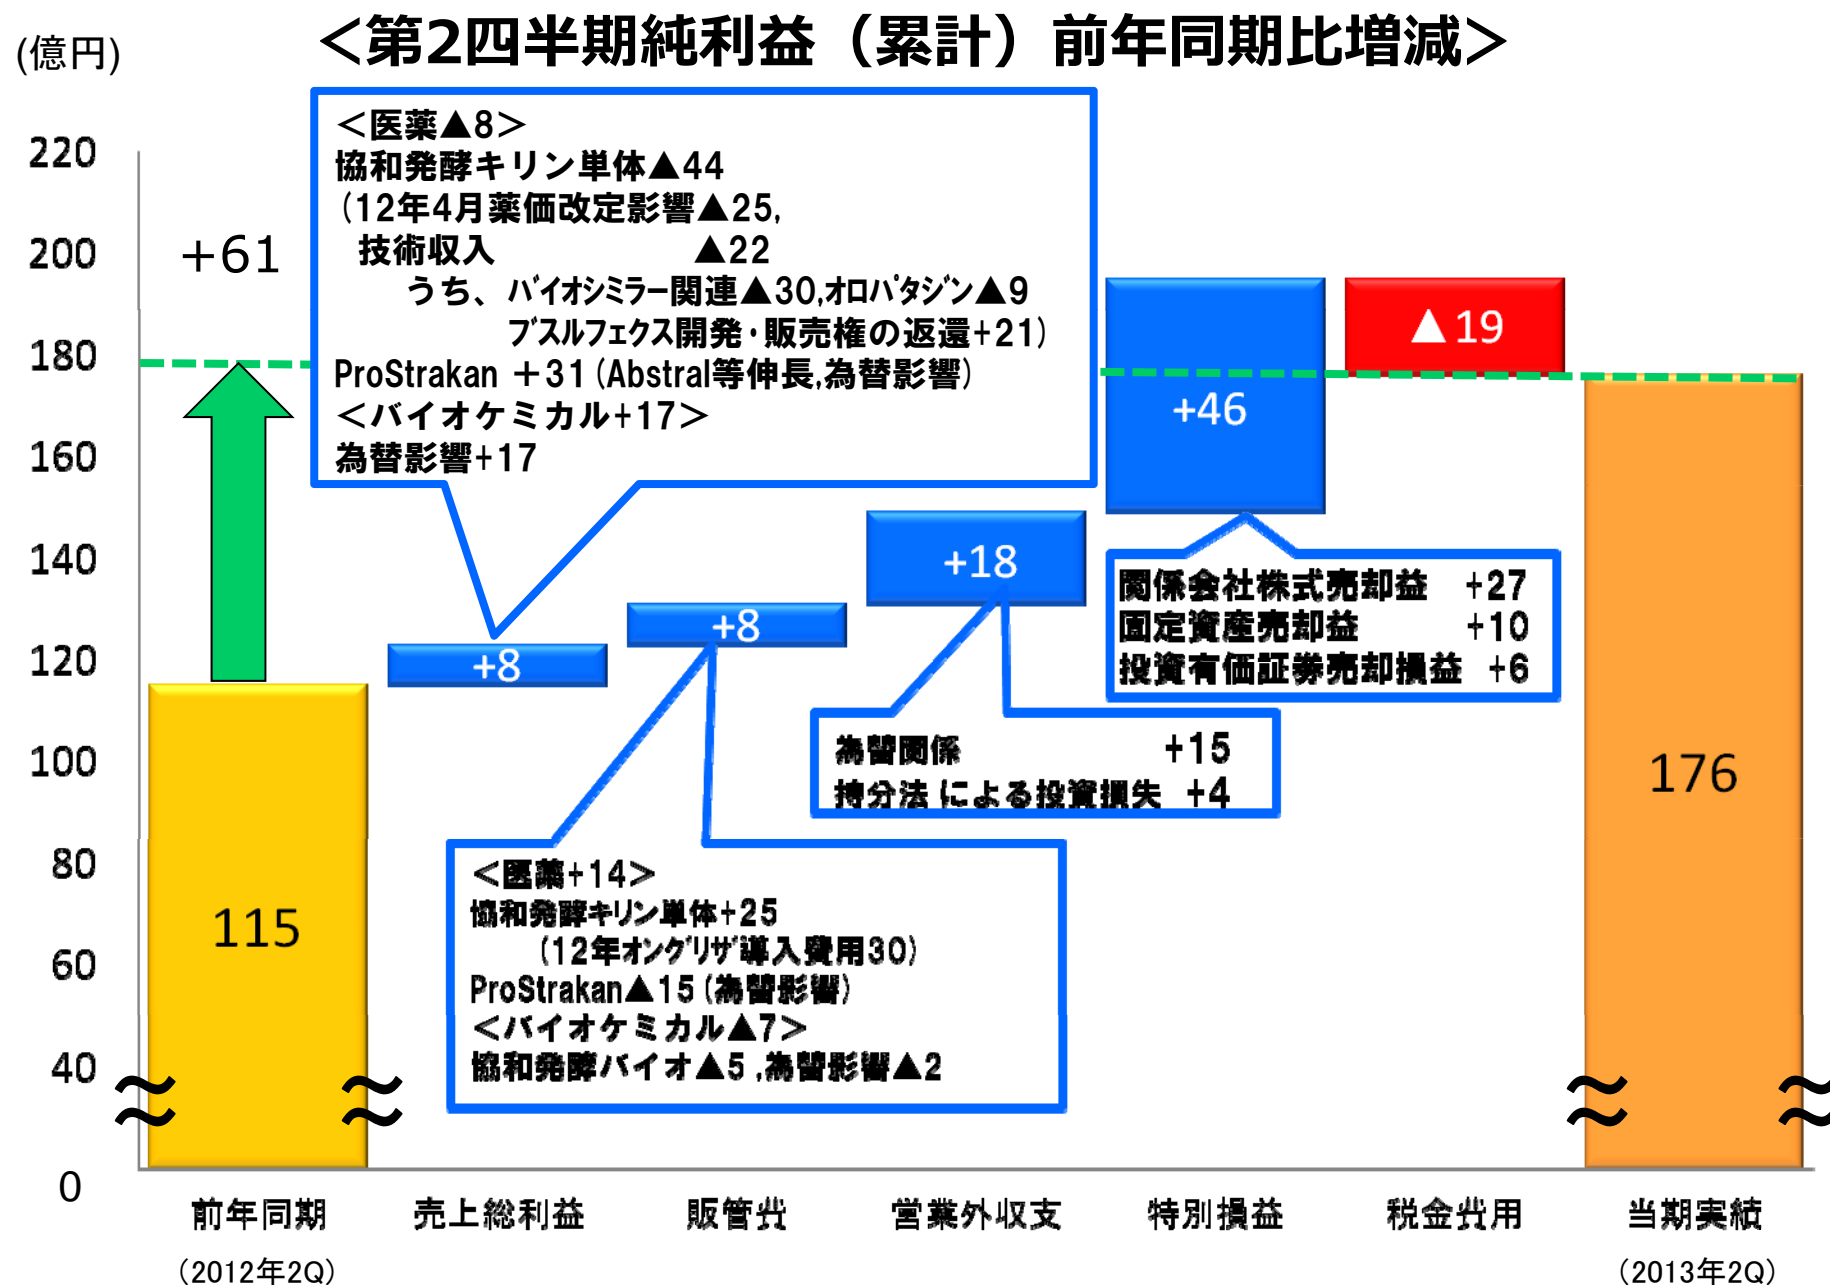 (億円)
＜第2四半期純利益（累計）前年同期比増減＞
220
200
180
160
140
120
100
80
60
40
0
+61
＜医薬▲8＞
協和発酵キリン単体▲44
(12年4月薬価改定影響▲25,
技術収入 ▲22
うち、バイオシミラー関連▲30,オロパタジン▲9
ブスルフェクス開発・販売権の返還+21)
ProStrakan ＋31 (Abstral等伸長,為替影響)
＜バイオケミカル+17＞
為替影響+17
115
+8
+8
+18
+46
▲19
176
関係会社株式売却益 +27
固定資産売却益 +10
投資有価証券売却損益 +6
為替関係 +15
持分法による投資損失 +4
＜医薬+14＞
協和発酵キリン単体+25
(12年オングリザ導入費用30)
ProStrakan▲15 (為替影響)
＜バイオケミカル▲7＞
協和発酵バイオ▲5 ,為替影響▲2
前年同期
(2012年2Q)
売上総利益
販管費
営業外収支
特別損益
税金費用
当期実績
(2013年2Q)